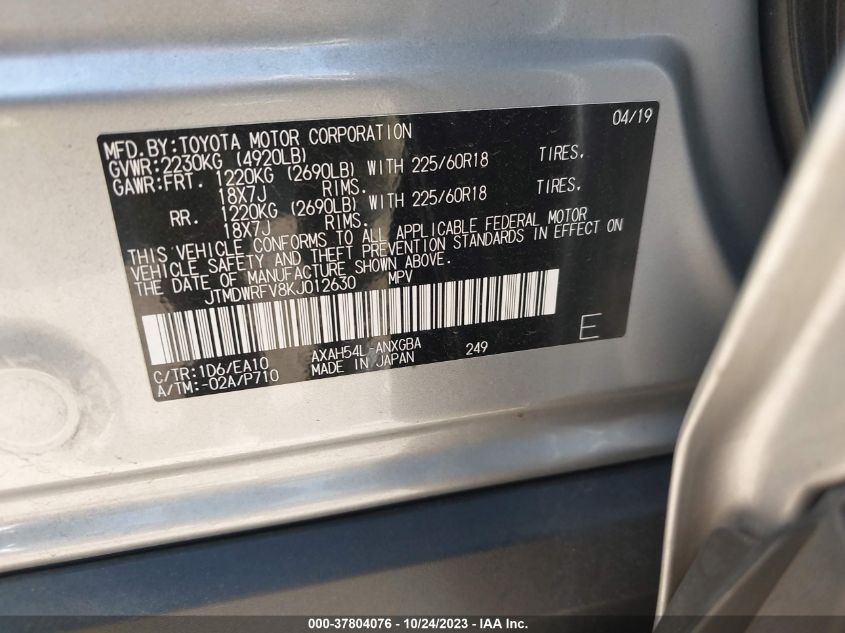 MFD.BY:TOYOTA MOTOR CORPORATION 04/19
GVWR:2230KG (4920LB)
GAWR:FRT. 1220KG (2690LB) WITH 225/60R18 TIRES.
18X7J RIMS.
RR. 1220KG (2690LB) WITH 225/60R18 TIRES.
18X7J RIMS.
THIS VEHICLE CONFORMS TO ALL APPLICABLE FEDERAL MOTOR
VEHICLE SAFETY AND THEFT PREVENTION STANDARDS IN EFFECT ON
THE DATE OF MANUFACTURE SHOWN ABOVE.
JTMDWRFV8KJ012630 MPV
C/TR:1D6/EA10 AXAH54L-ANXGBA 249 E
A/TM:-02A/P710 MADE IN JAPAN
000-37804076 - 10/24/2023 - IAA Inc.